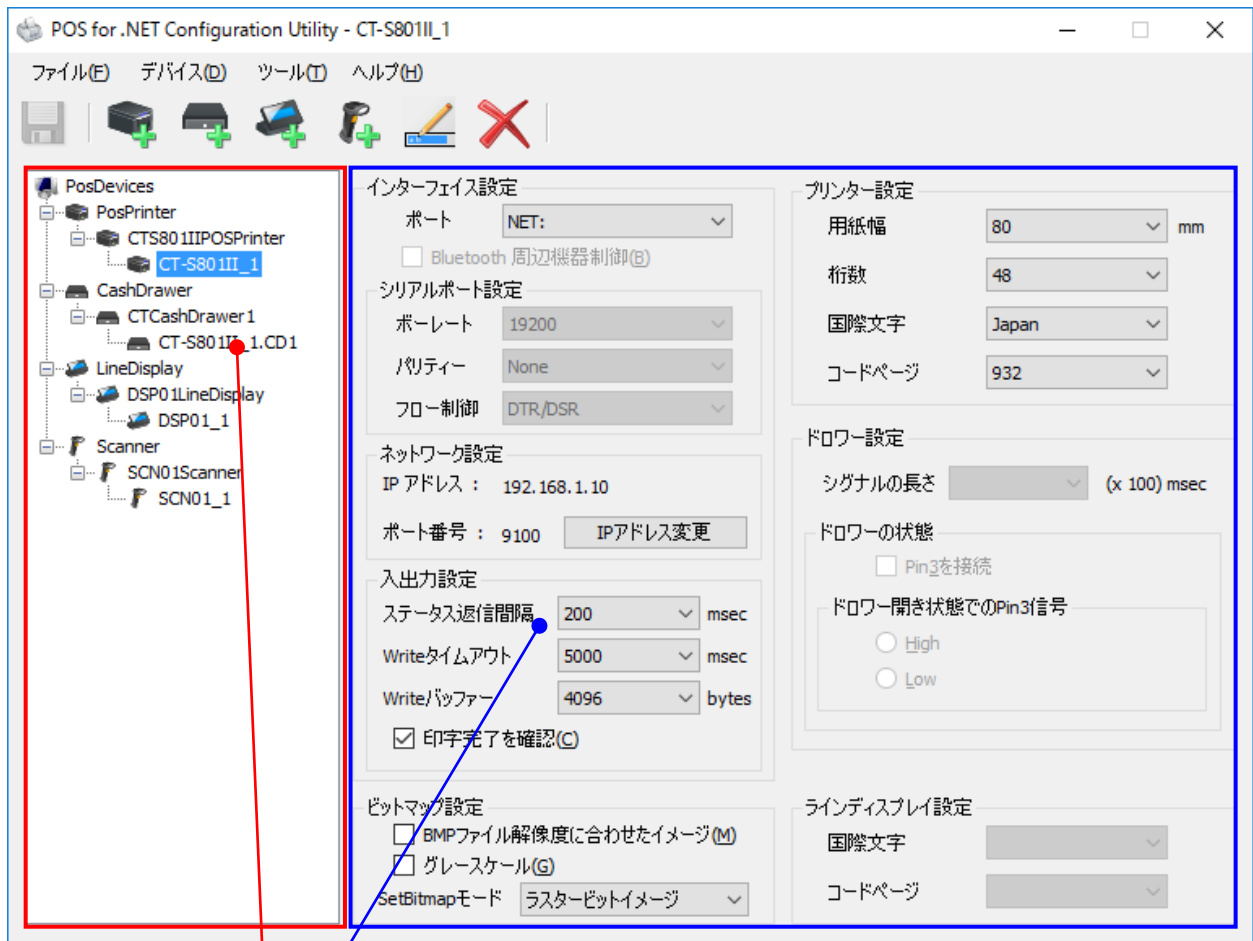 POS for .NET Configuration Utility - CT-S801II_1
ファイル(F) デバイス(D) ツール(T) ヘルプ(H)
PosDevices
PosPrinter
CTS801IIPOSPrinter
CT-S801II_1
CashDrawer
CTCashDrawer1
CT-S801II_1.CD1
LineDisplay
DSP01LineDisplay
DSP01_1
Scanner
SCN01Scanner
SCN01_1
インターフェイス設定
ポート NET:
Bluetooth 周辺機器制御(B)
シリアルポート設定
ボーレート 19200
パリティー None
フロー制御 DTR/DSR
ネットワーク設定
IP アドレス : 192.168.1.10
ポート番号 : 9100 IPアドレス変更
入出力設定
ステータス返信間隔 200 msec
Writeタイムアウト 5000 msec
Writeバッファー 4096 bytes
印字完了を確認(C)
ビットマップ設定
BMPファイル解像度に合わせたイメージ(M)
グレースケール(G)
SetBitmapモード ラスタービットイメージ
プリンター設定
用紙幅 80 mm
桁数 48
国際文字 Japan
コードページ 932
ドロワー設定
シグナルの長さ (x 100) msec
ドロワーの状態
Pin3を接続
ドロワー開き状態でのPin3信号
High
Low
ラインディスプレイ設定
国際文字
コードページ